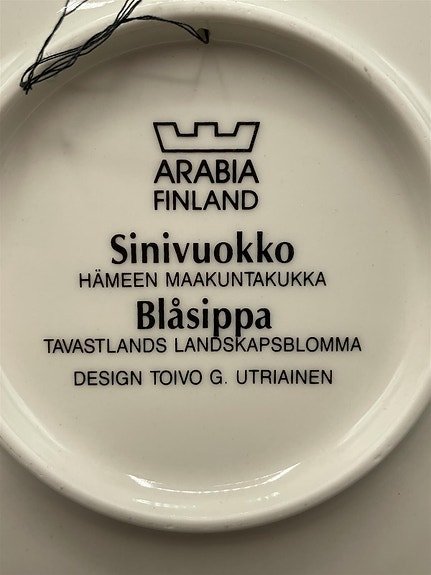 ARABIA
FINLAND
Sinivuokko
HÄMEEN MAAKUNTAKUKKA
Blåsippa
TAVASTLANDS LANDSKAPSBLOMMA
DESIGN TOIVO G. UTRIAINEN